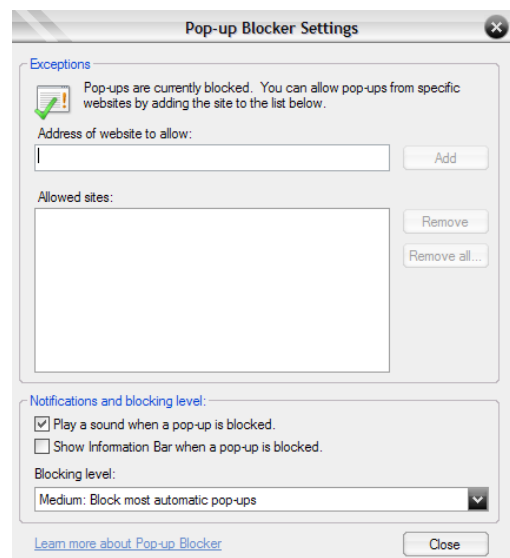 Pop-up Blocker Settings
Exceptions
Pop-ups are currently blocked. You can allow pop-ups from specific
websites by adding the site to the list below.
Address of website to allow:
Add
Allowed sites:
Remove
Remove all...
Notifications and blocking level:
Play a sound when a pop-up is blocked.
Show Information Bar when a pop-up is blocked.
Blocking level:
Medium: Block most automatic pop-ups
Learn more about Pop-up Blocker
Close